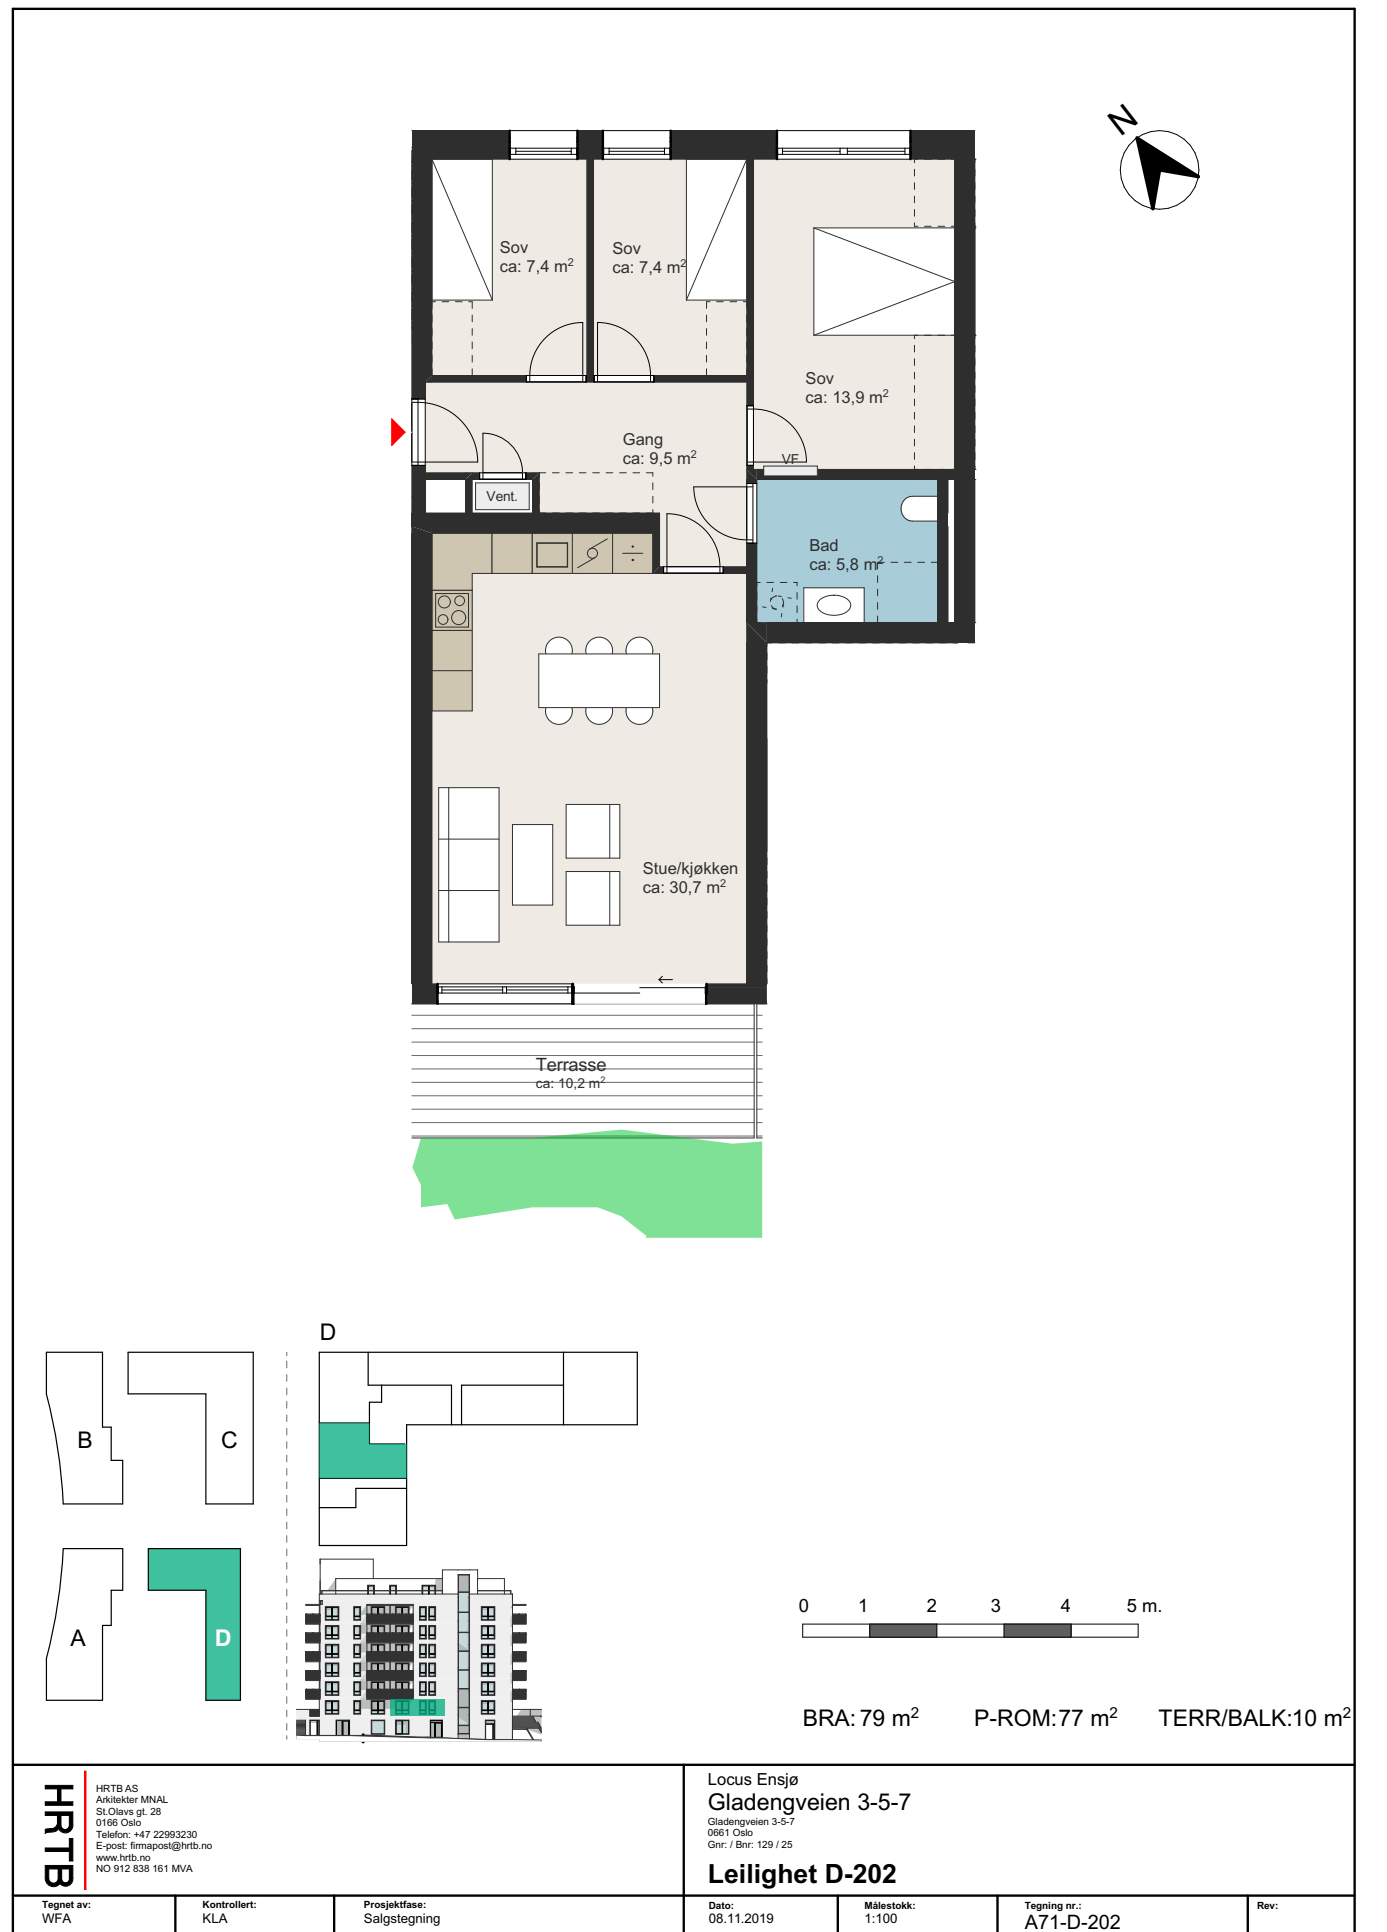 N
Sov
ca: 7,4 m²
Sov
ca: 7,4 m²
Sov
ca: 13,9 m²
Gang
ca: 9,5 m²
VF
Vent.
Bad
ca: 5,8 m²
Stue/kjøkken
ca: 30,7 m²
Terrasse
ca: 10,2 m²
D
B
C
A
D
0 1 2 3 4 5 m.
BRA: 79 m² P-ROM: 77 m² TERR/BALK:10 m²
HRTB
HRTB AS
Arkitekter MNAL
St.Olavs gt. 28
0166 Oslo
Telefon: +47 22993230
E-post: firmapost@hrtb.no
www.hrtb.no
NO 912 838 161 MVA
Locus Ensjø
Gladengveien 3-5-7
Gladengveien 3-5-7
0661 Oslo
Gnr: / Bnr: 129 / 25
Leilighet D-202
Tegnet av:
WFA
Kontrollert:
KLA
Prosjektfase:
Salgstegning
Dato:
08.11.2019
Målestokk:
1:100
Tegning nr.:
A71-D-202
Rev: